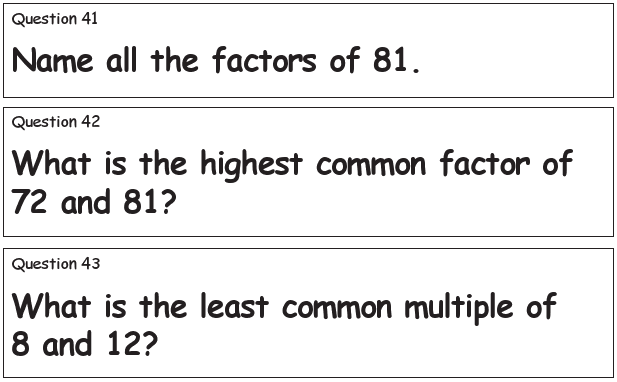 Question 41
Name all the factors of 81.
Question 42
What is the highest common factor of
72 and 81?
Question 43
What is the least common multiple of
8 and 12?